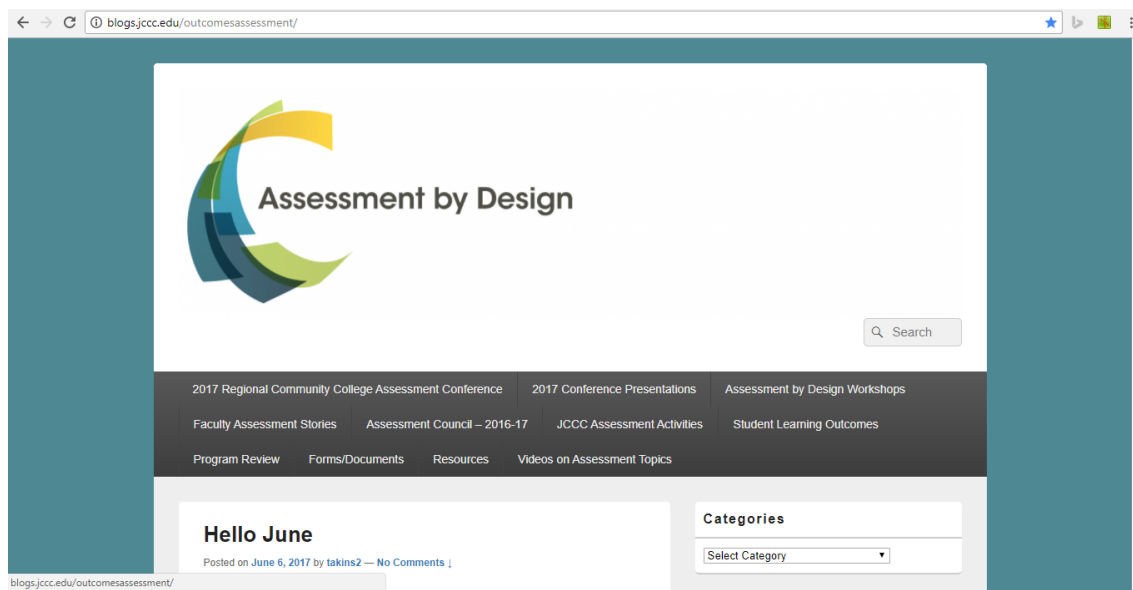 blogs.jccc.edu/outcomesassessment/
Assessment by Design
Search
2017 Regional Community College Assessment Conference 2017 Conference Presentations Assessment by Design Workshops
Faculty Assessment Stories Assessment Council – 2016-17 JCCC Assessment Activities Student Learning Outcomes
Program Review Forms/Documents Resources Videos on Assessment Topics
Hello June
Posted on June 6, 2017 by takins2 — No Comments ↓
Categories
Select Category
blogs.jccc.edu/outcomesassessment/